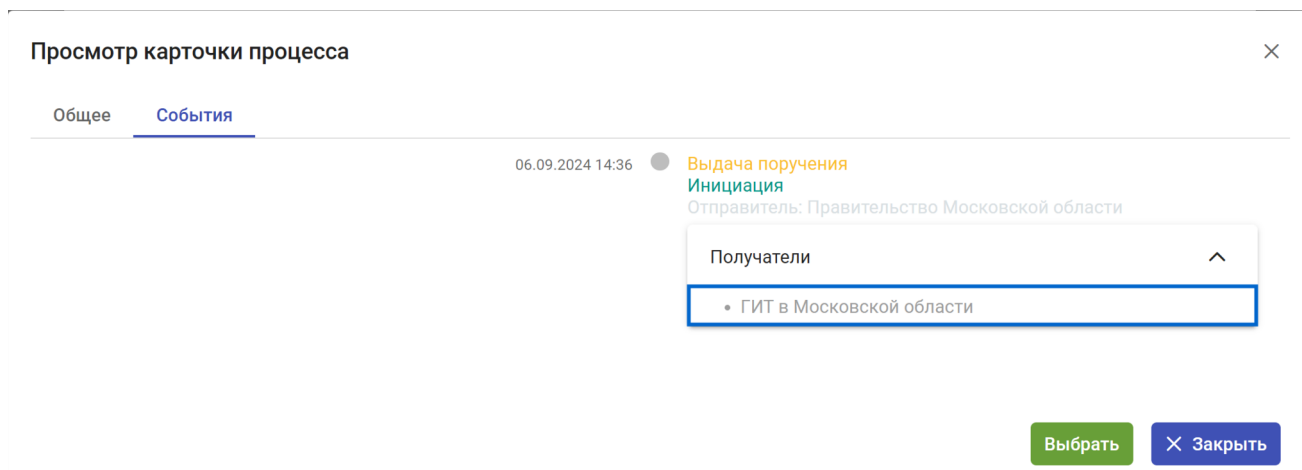 Просмотр карточки процесса
Общее События
06.09.2024 14:36 Выдача поручения
Инициация
Отправитель: Правительство Московской области
Получатели
• ГИТ в Московской области
Выбрать Закрыть